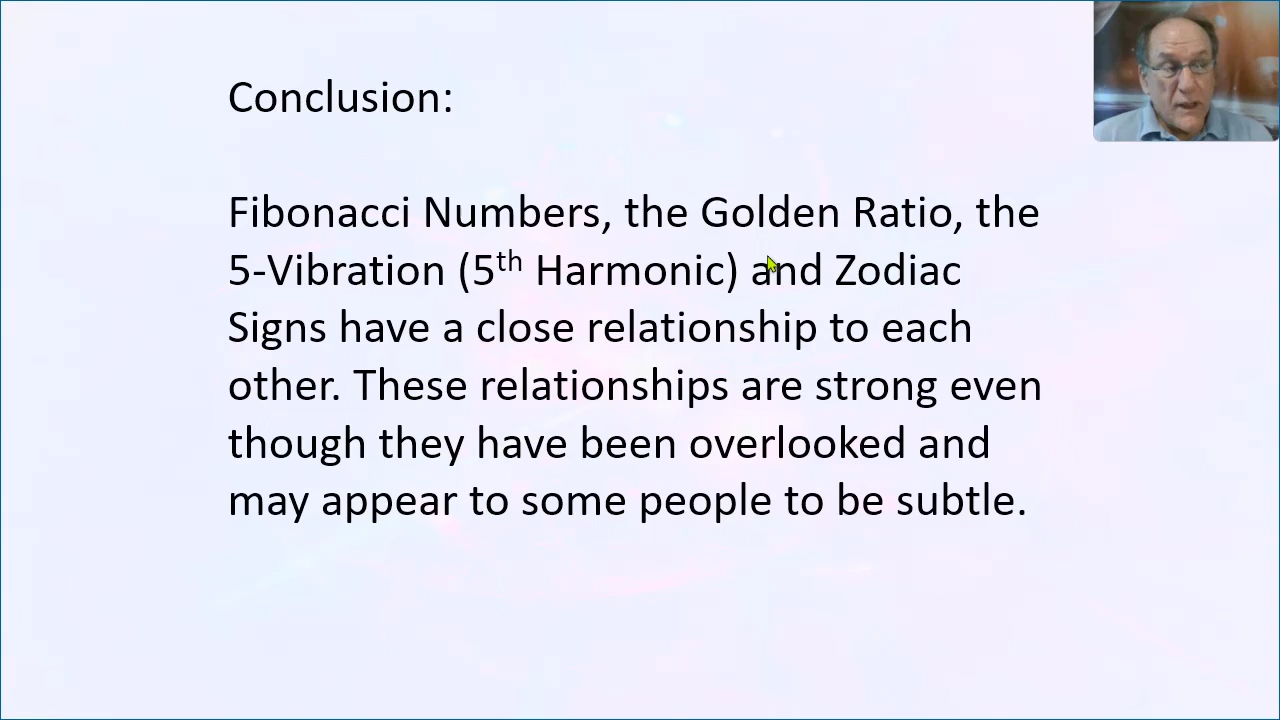 Conclusion:
Fibonacci Numbers, the Golden Ratio, the
5-Vibration (5th Harmonic) and Zodiac
Signs have a close relationship to each
other. These relationships are strong even
though they have been overlooked and
may appear to some people to be subtle.